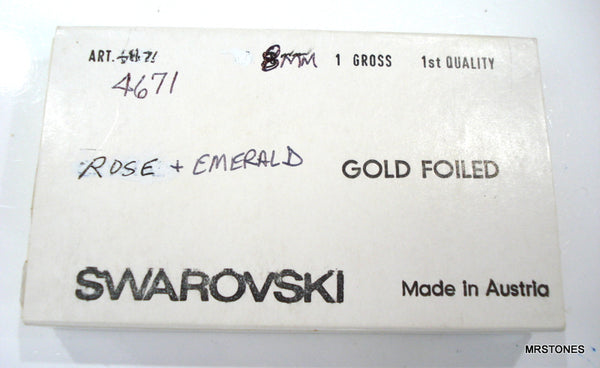 ART. 8MM 1 GROSS 1st QUALITY
4671
ROSE + EMERALD GOLD FOILED
SWAROVSKI Made in Austria
MRSTONES